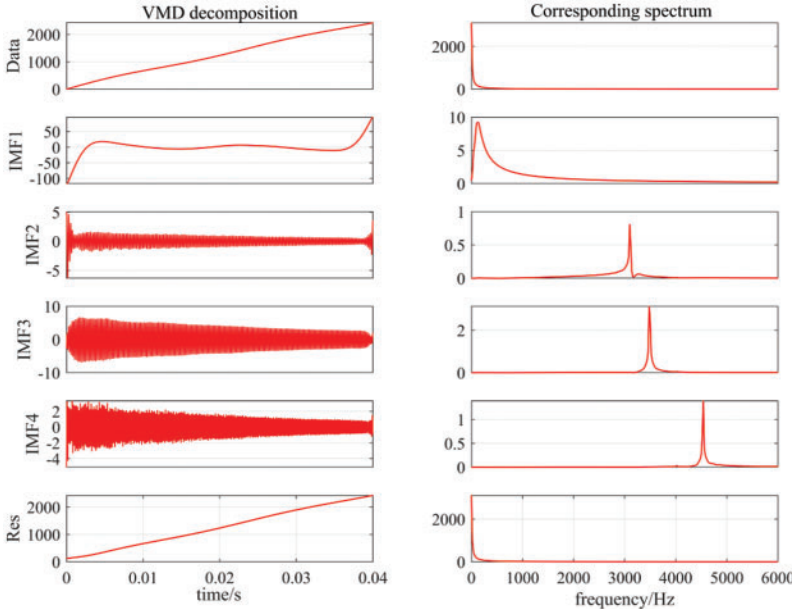 VMD decomposition
Corresponding spectrum
Data
2000
1000
0
2000
0
IMF1
50
0
-50
-100
10
5
0
IMF2
5
0
-5
1
0.5
0
IMF3
10
0
-10
2
0
IMF4
2
0
-2
-4
1
0.5
0
Res
2000
1000
0
2000
0
0 0.01 0.02 0.03 0.04
0 1000 2000 3000 4000 5000 6000
time/s
frequency/Hz